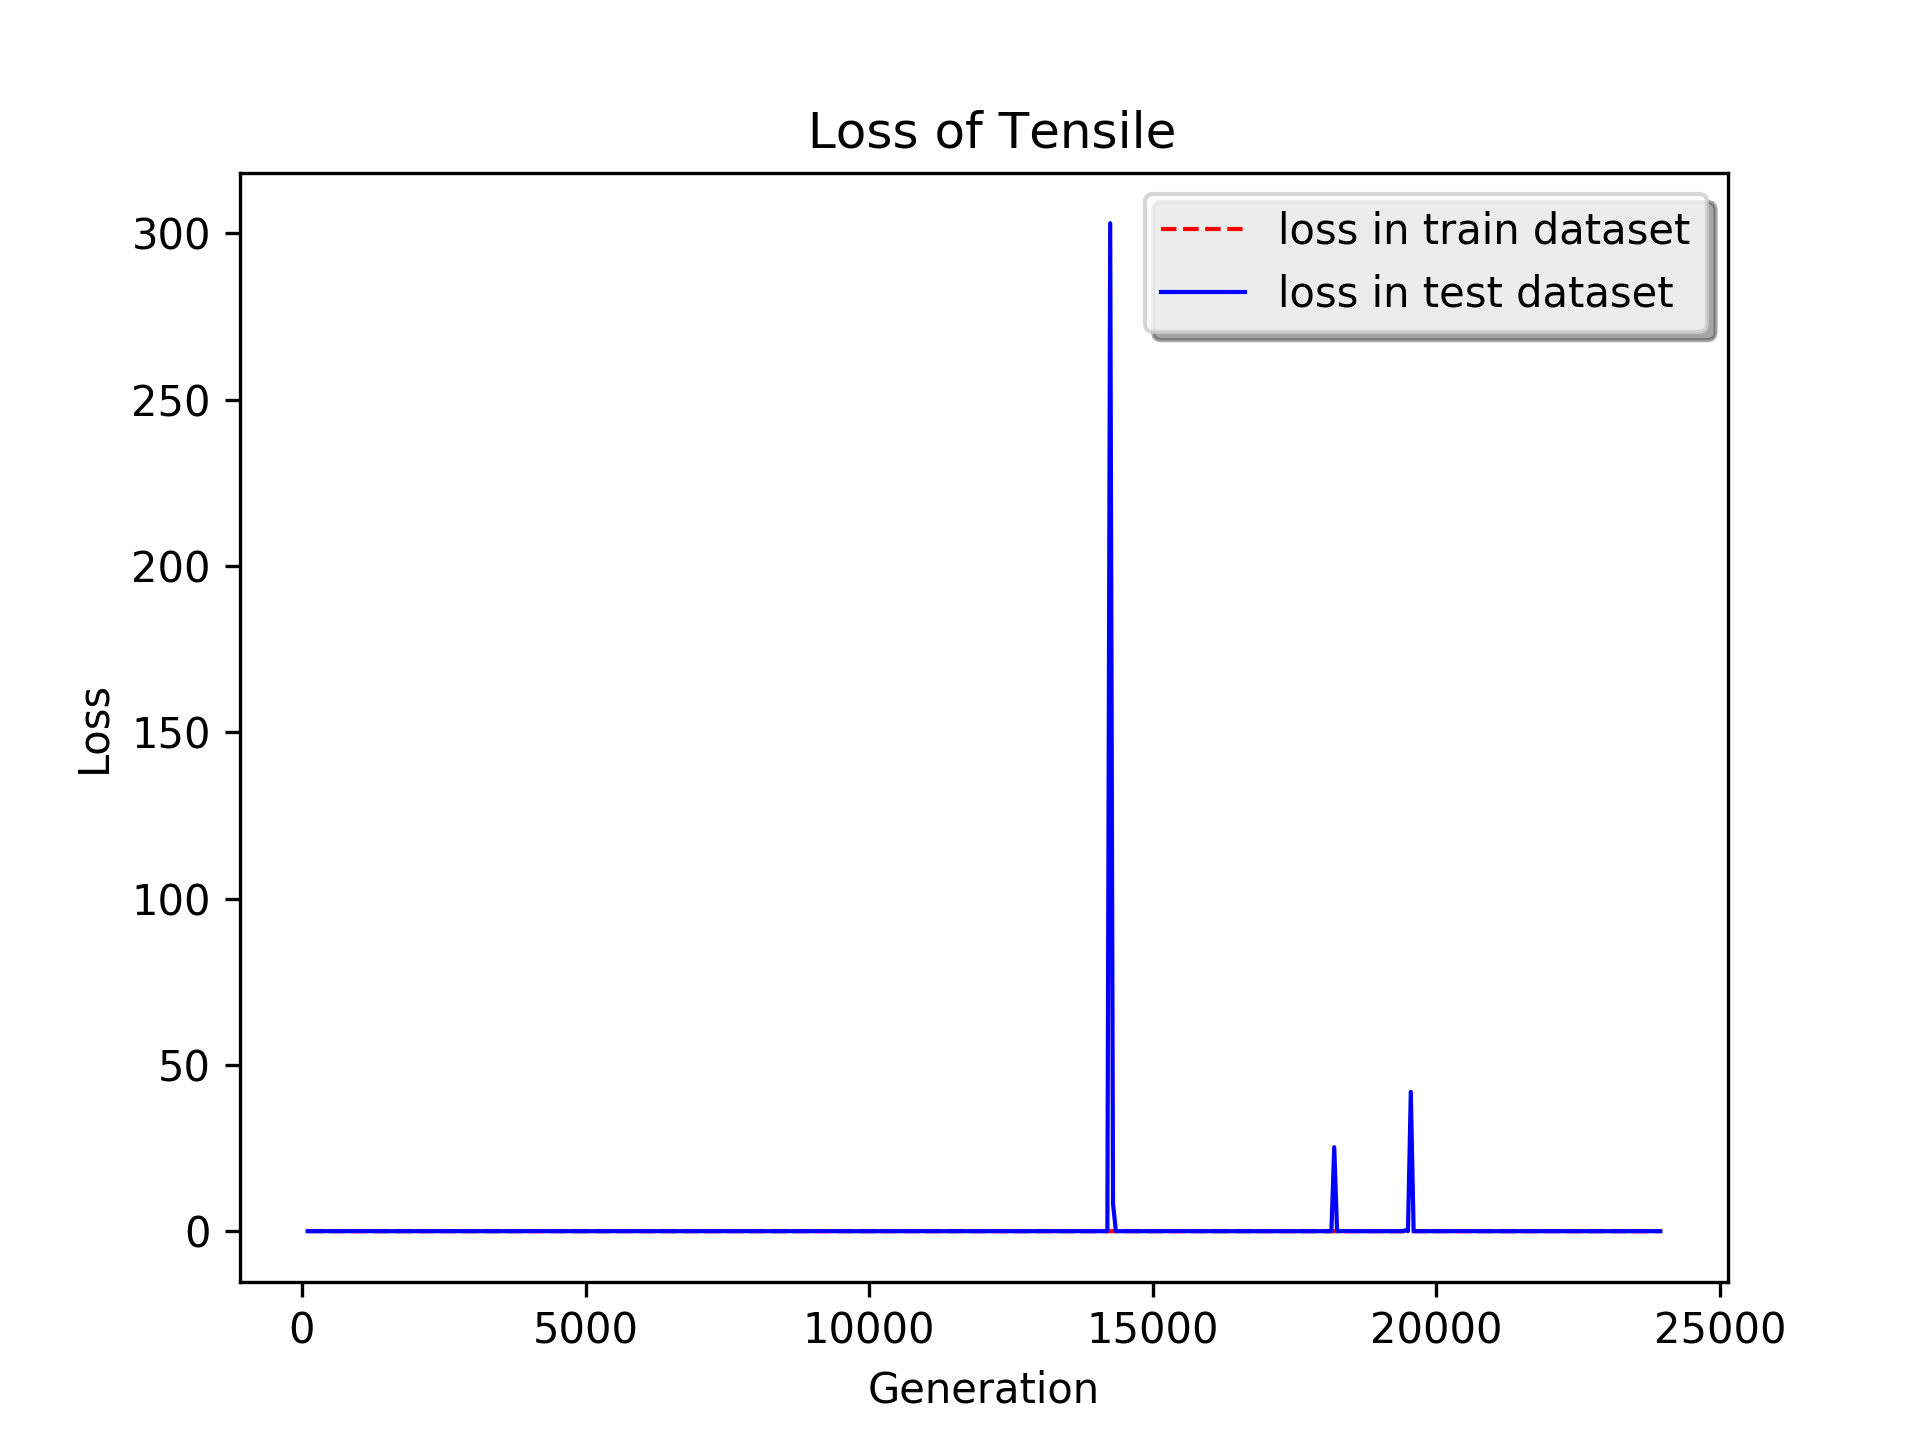 Loss of Tensile
loss in train dataset
loss in test dataset
300
250
200
150
100
50
0
Loss
0 5000 10000 15000 20000 25000
Generation